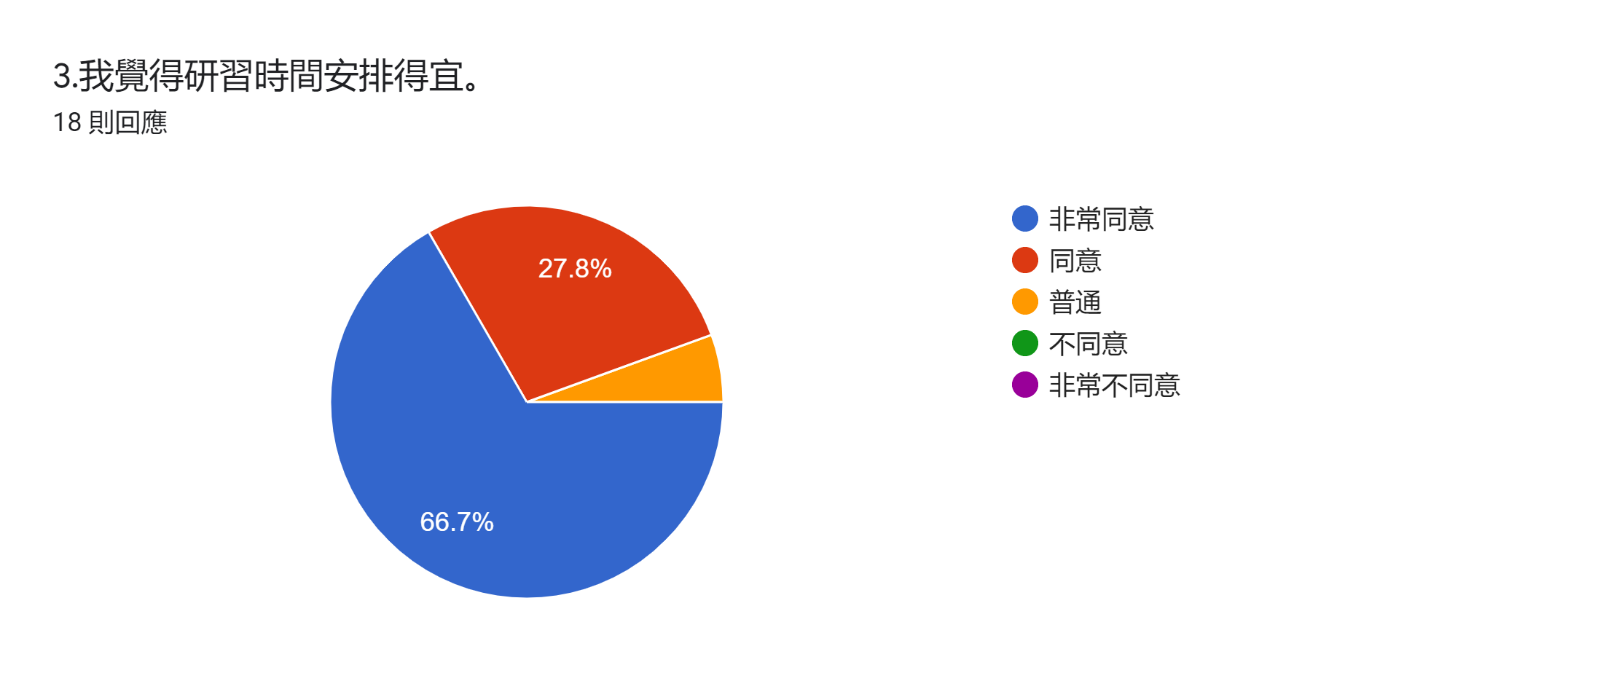 3.我覺得研習時間安排得宜。
18 則回應
27.8%
66.7%
非常同意
同意
普通
不同意
非常不同意